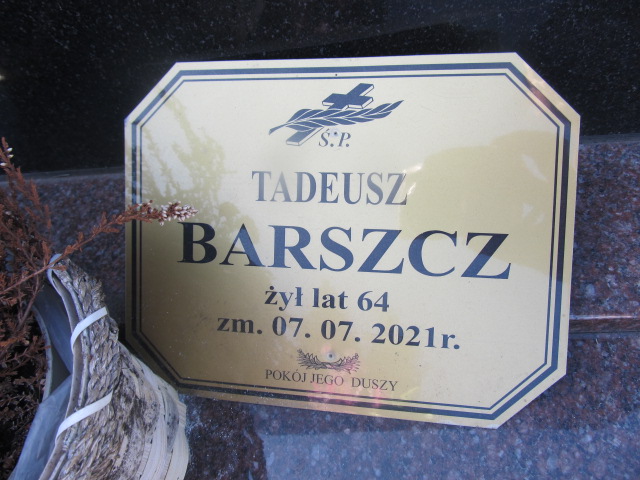 Ś.†P.
TADEUSZ
BARSZCZ
żył lat 64
zm. 07. 07. 2021r.
POKÓJ JEGO DUSZY